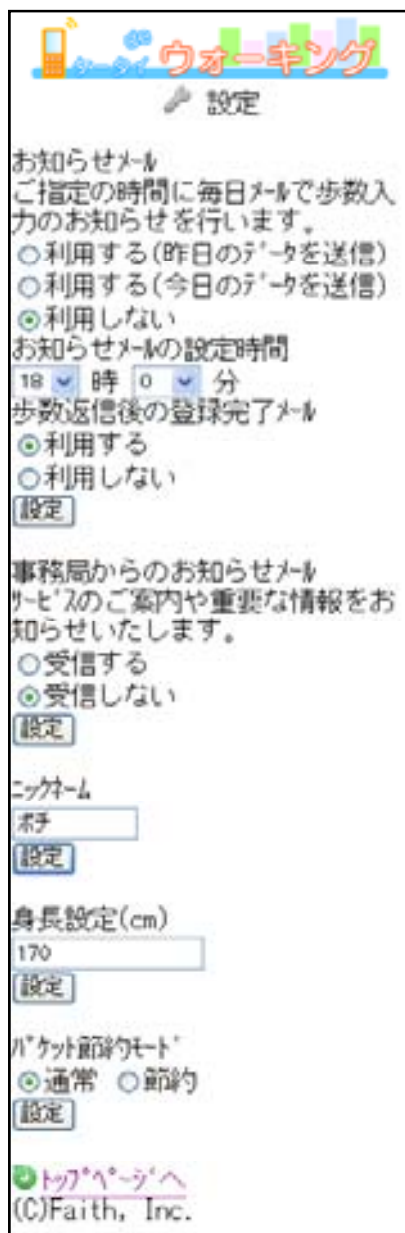 ケータイ de ウォーキング
設定
お知らせﾒｰﾙ
ご指定の時間に毎日ﾒｰﾙで歩数入
力のお知らせを行います。
利用する(昨日のﾃﾞｰﾀを送信)
利用する(今日のﾃﾞｰﾀを送信)
利用しない
お知らせﾒｰﾙの設定時間
18 時 0 分
歩数返信後の登録完了ﾒｰﾙ
利用する
利用しない
設定
事務局からのお知らせﾒｰﾙ
ｻｰﾋﾞｽのご案内や重要な情報をお
知らせいたします。
受信する
受信しない
設定
ﾆｯｸﾈｰﾑ
ポチ
設定
身長設定(cm)
170
設定
ﾊﾟｹｯﾄ節約ﾓｰﾄﾞ
通常 節約
設定
ﾄｯﾌﾟﾍﾟｰｼﾞへ
(C)Faith, Inc.